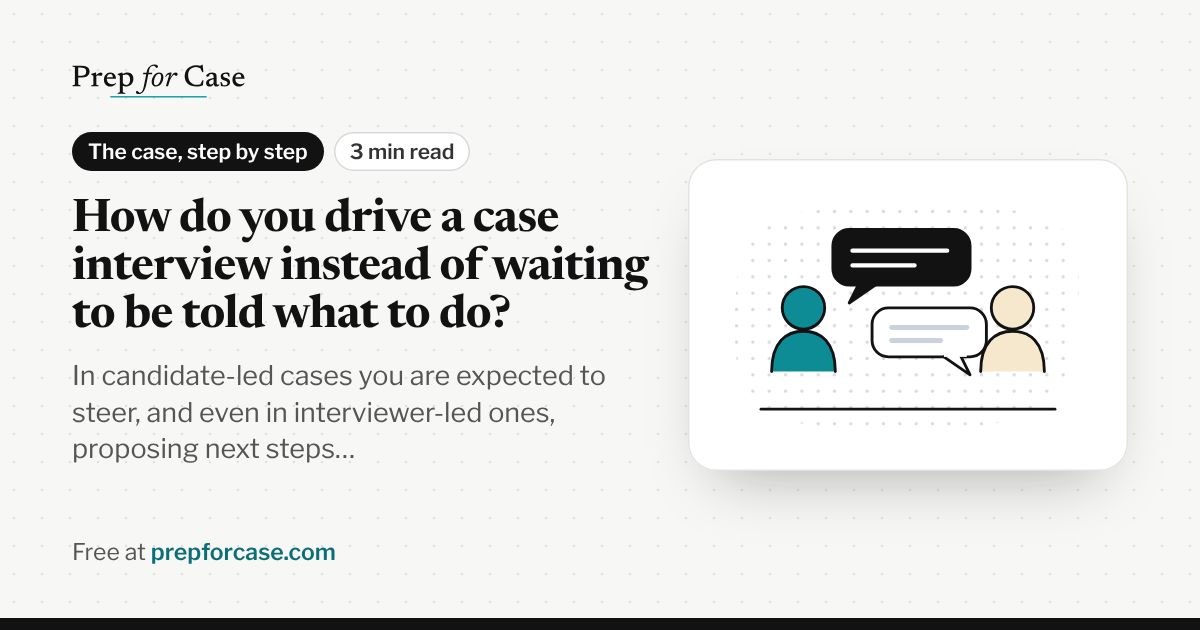 Prep for Case
The case, step by step
3 min read
How do you drive a case
interview instead of waiting
to be told what to do?
In candidate-led cases you are expected to
steer, and even in interviewer-led ones,
proposing next steps...
Free at prepforcase.com